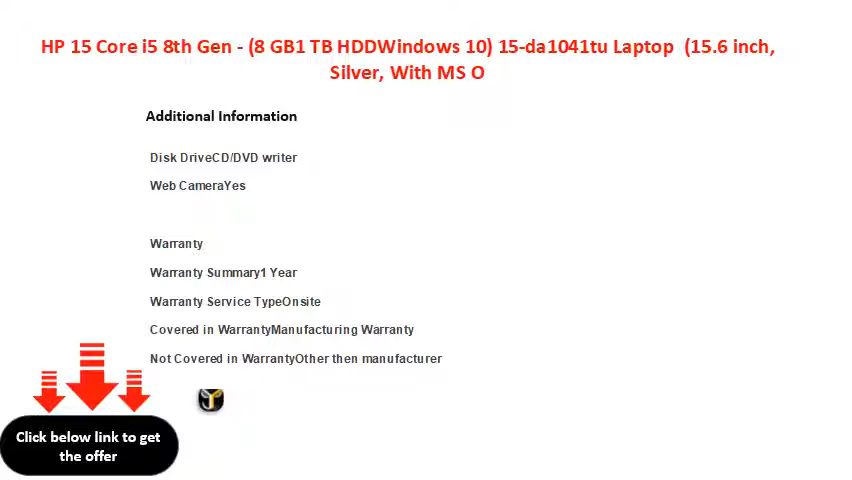 HP 15 Core i5 8th Gen - (8 GB1 TB HDDWindows 10) 15-da1041tu Laptop (15.6 inch,
Silver, With MS O
Additional Information
Disk DriveCD/DVD writer
Web CameraYes
Warranty
Warranty Summary1 Year
Warranty Service TypeOnsite
Covered in WarrantyManufacturing Warranty
Not Covered in WarrantyOther then manufacturer
Click below link to get
the offer